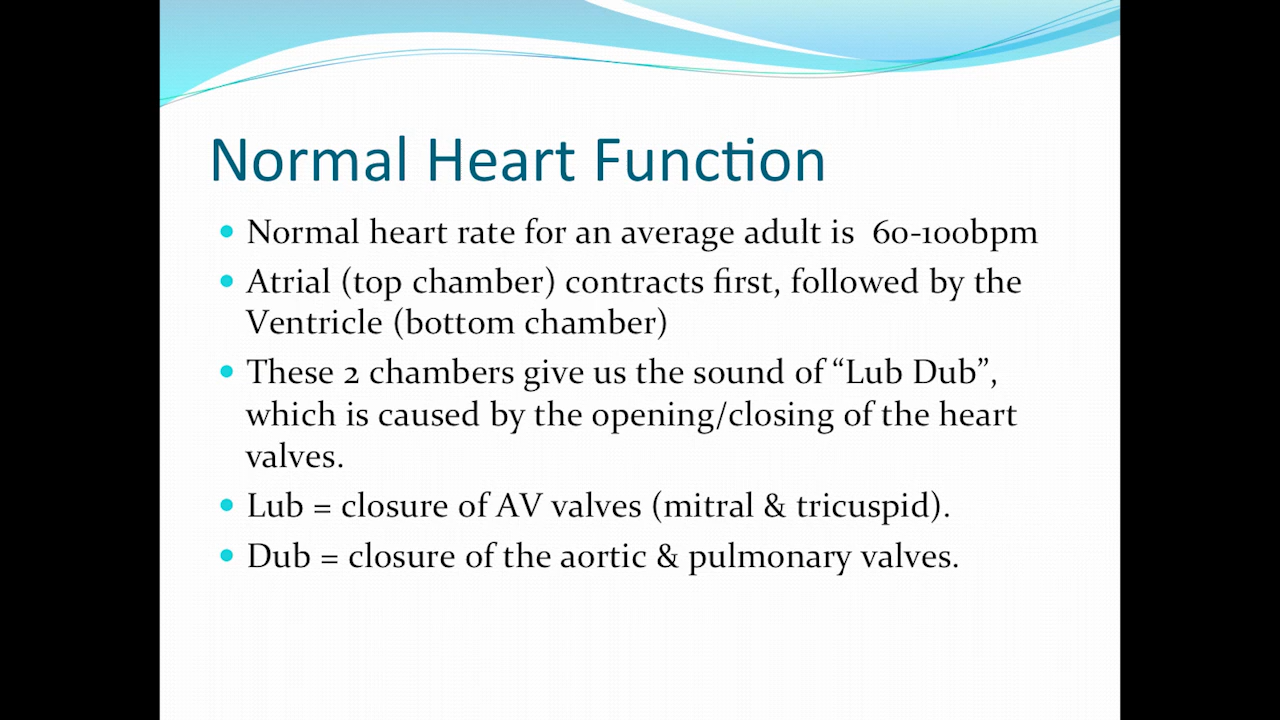 Normal Heart Function
• Normal heart rate for an average adult is  60-100bpm
• Atrial (top chamber) contracts first, followed by the
Ventricle (bottom chamber)
• These 2 chambers give us the sound of “Lub Dub”,
which is caused by the opening/closing of the heart
valves.
• Lub = closure of AV valves (mitral & tricuspid).
• Dub = closure of the aortic & pulmonary valves.